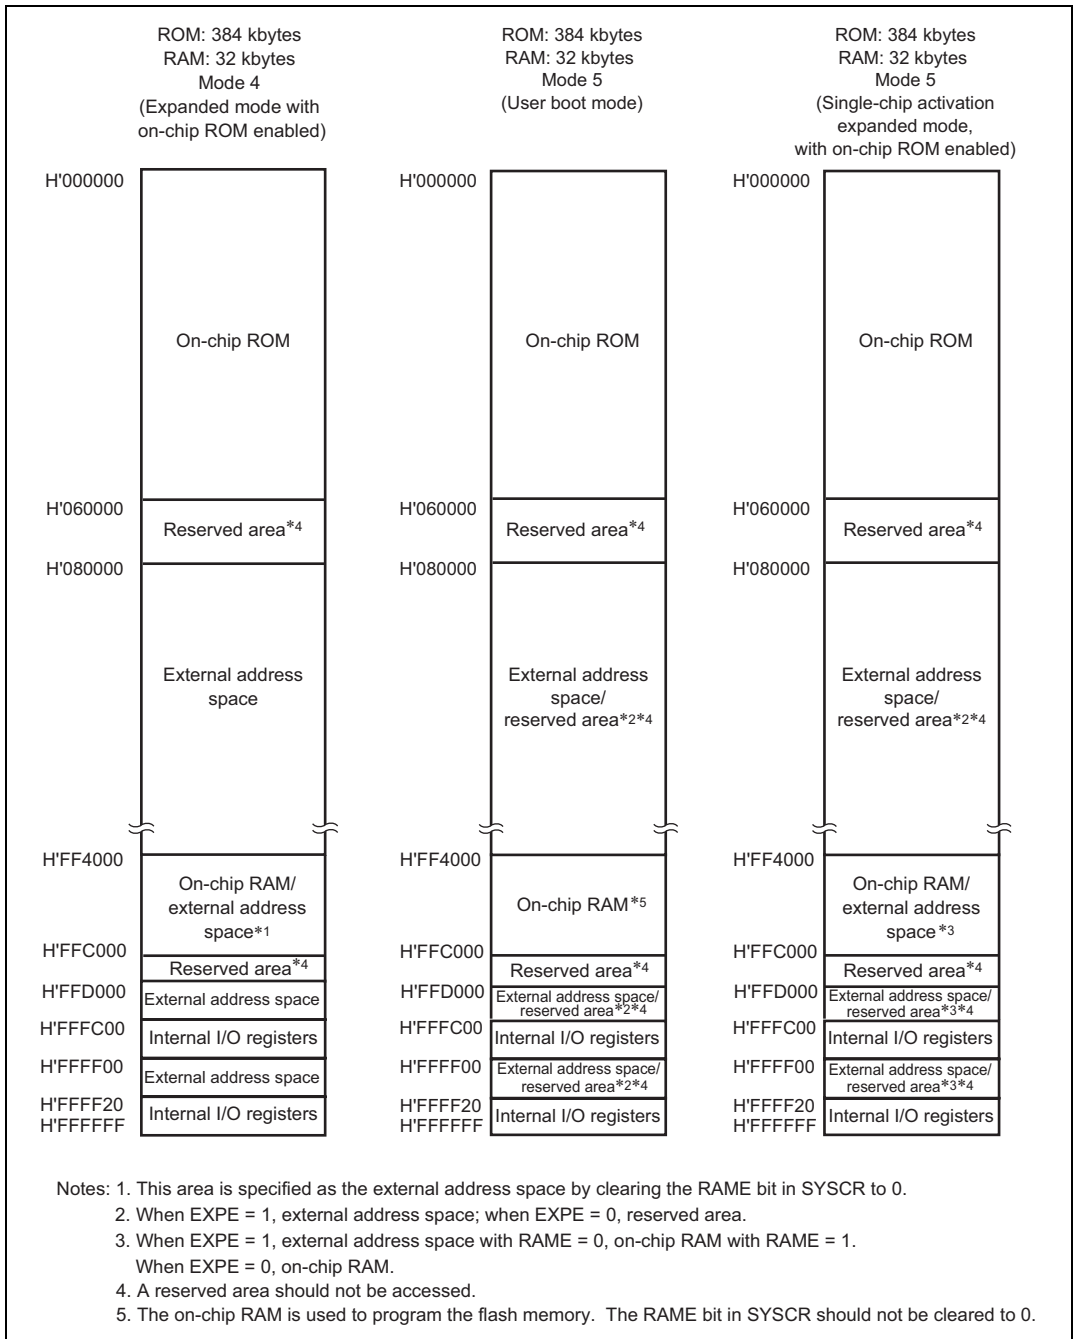 ROM: 384 kbytes
RAM: 32 kbytes
Mode 4
(Expanded mode with
on-chip ROM enabled)
H'000000
On-chip ROM
H'060000
Reserved area*4
H'080000
External address
space
H'FF4000
On-chip RAM/
external address
space*1
H'FFC000
Reserved area*4
H'FFD000
External address space
H'FFFC00
Internal I/O registers
H'FFFF00
External address space
H'FFFF20
Internal I/O registers
H'FFFFFF
ROM: 384 kbytes
RAM: 32 kbytes
Mode 5
(User boot mode)
H'000000
On-chip ROM
H'060000
Reserved area*4
H'080000
External address
space/
reserved area*2*4
H'FF4000
On-chip RAM*5
H'FFC000
Reserved area*4
H'FFD000
External address space/
reserved area*2*4
H'FFFC00
Internal I/O registers
H'FFFF00
External address space/
reserved area*2*4
H'FFFF20
Internal I/O registers
H'FFFFFF
ROM: 384 kbytes
RAM: 32 kbytes
Mode 5
(Single-chip activation
expanded mode,
with on-chip ROM enabled)
H'000000
On-chip ROM
H'060000
Reserved area*4
H'080000
External address
space/
reserved area*2*4
H'FF4000
On-chip RAM/
external address
space*3
H'FFC000
Reserved area*4
H'FFD000
External address space/
reserved area*3*4
H'FFFC00
Internal I/O registers
H'FFFF00
External address space/
reserved area*3*4
H'FFFF20
Internal I/O registers
H'FFFFFF
Notes: 1. This area is specified as the external address space by clearing the RAME bit in SYSCR to 0.
2. When EXPE = 1, external address space; when EXPE = 0, reserved area.
3. When EXPE = 1, external address space with RAME = 0, on-chip RAM with RAME = 1.
When EXPE = 0, on-chip RAM.
4. A reserved area should not be accessed.
5. The on-chip RAM is used to program the flash memory. The RAME bit in SYSCR should not be cleared to 0.